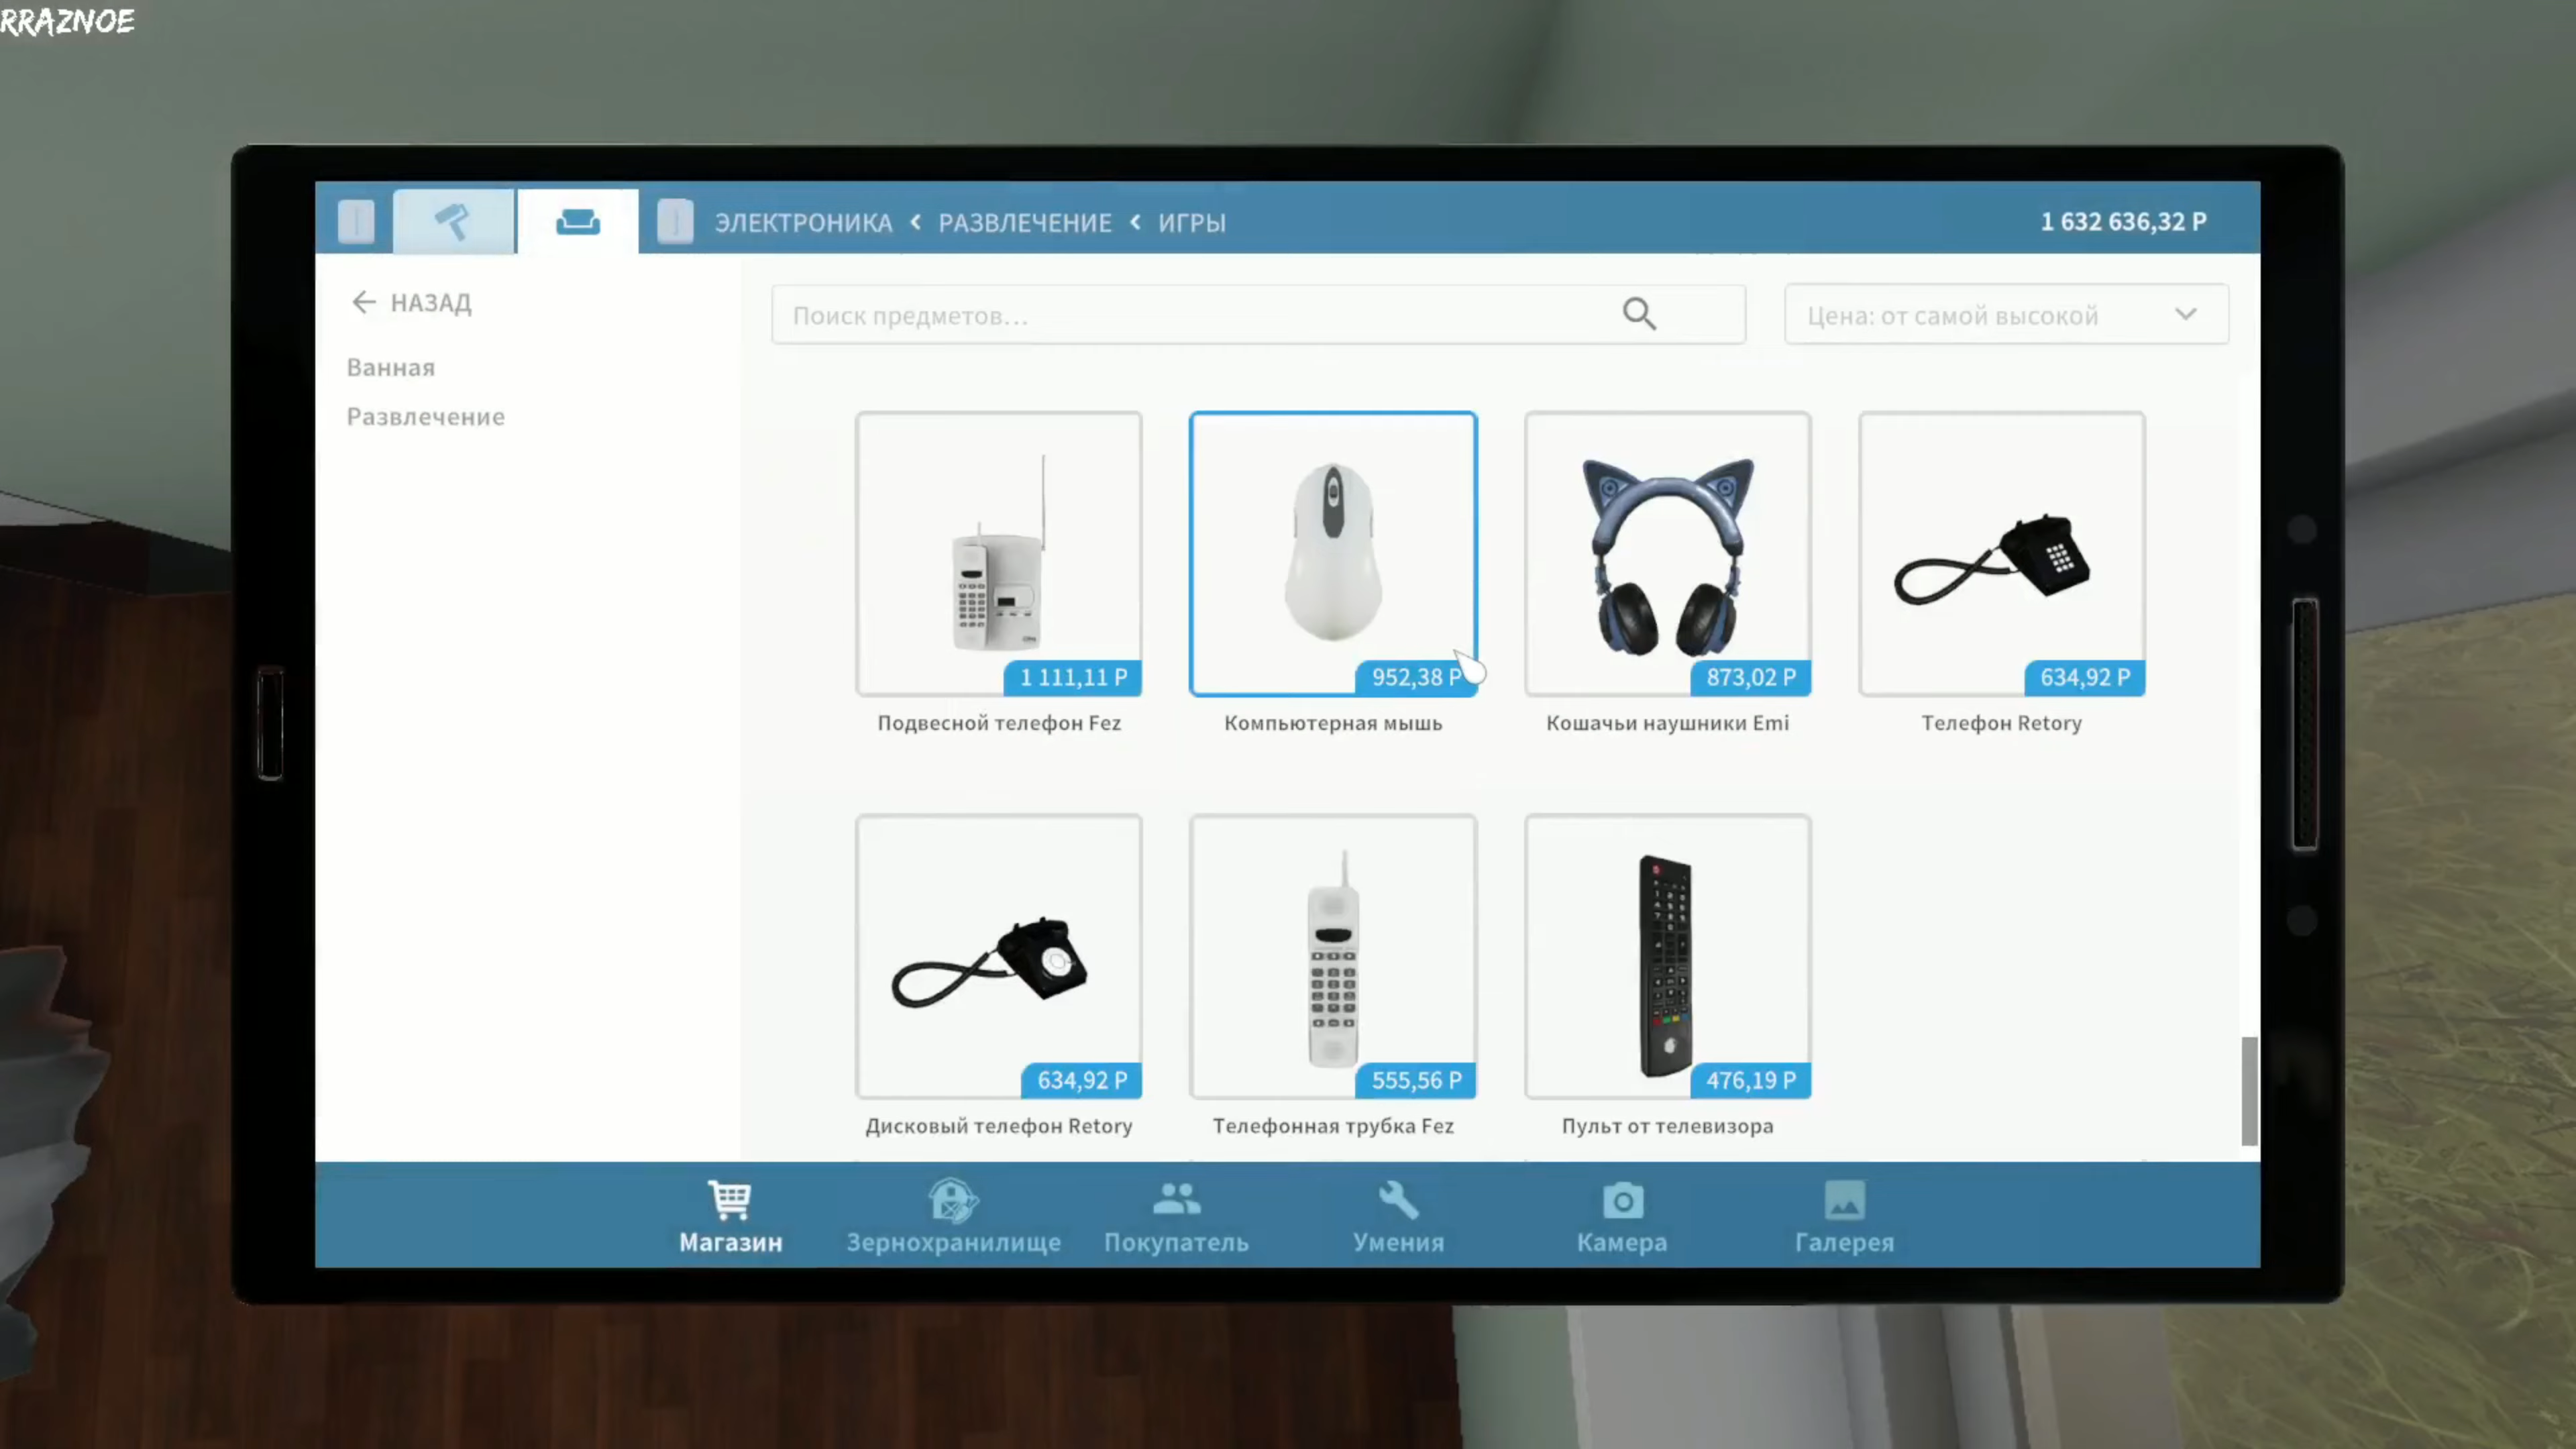 RRAZNOE
ЭЛЕКТРОНИКА < РАЗВЛЕЧЕНИЕ < ИГРЫ
1 632 636,32 Р
← НАЗАД
Ванная
Развлечение
Поиск предметов...
Цена: от самой высокой
1 111,11 Р
952,38 Р
873,02 Р
634,92 Р
Подвесной телефон Fez
Компьютерная мышь
Кошачьи наушники Emi
Телефон Retory
634,92 Р
555,56 Р
476,19 Р
Дисковый телефон Retory
Телефонная трубка Fez
Пульт от телевизора
Магазин
Зернохранилище
Покупатель
Умения
Камера
Галерея